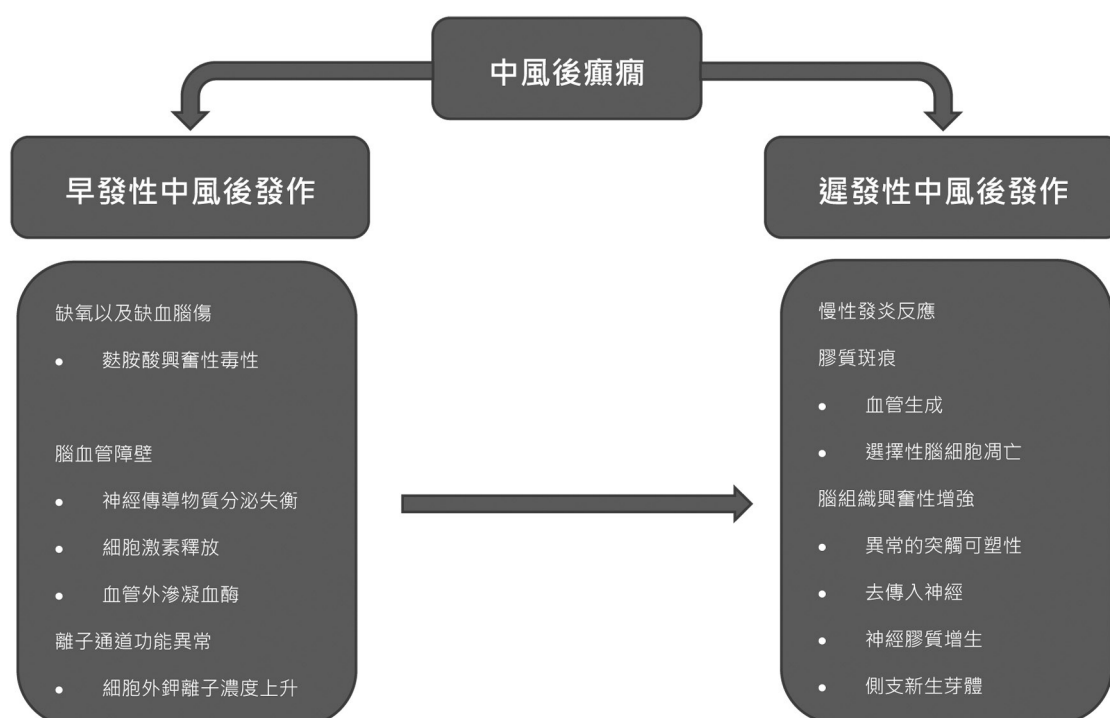 中風後癲癇
早發性中風後發作
遲發性中風後發作
缺氧以及缺血腦傷
• 麩胺酸興奮性毒性
腦血管障壁
• 神經傳導物質分泌失衡
• 細胞激素釋放
• 血管外滲凝血酶
離子通道功能異常
• 細胞外鉀離子濃度上升
慢性發炎反應
膠質斑痕
• 血管生成
• 選擇性腦細胞凋亡
腦組織興奮性增強
• 異常的突觸可塑性
• 去傳入神經
• 神經膠質增生
• 側支新生芽體